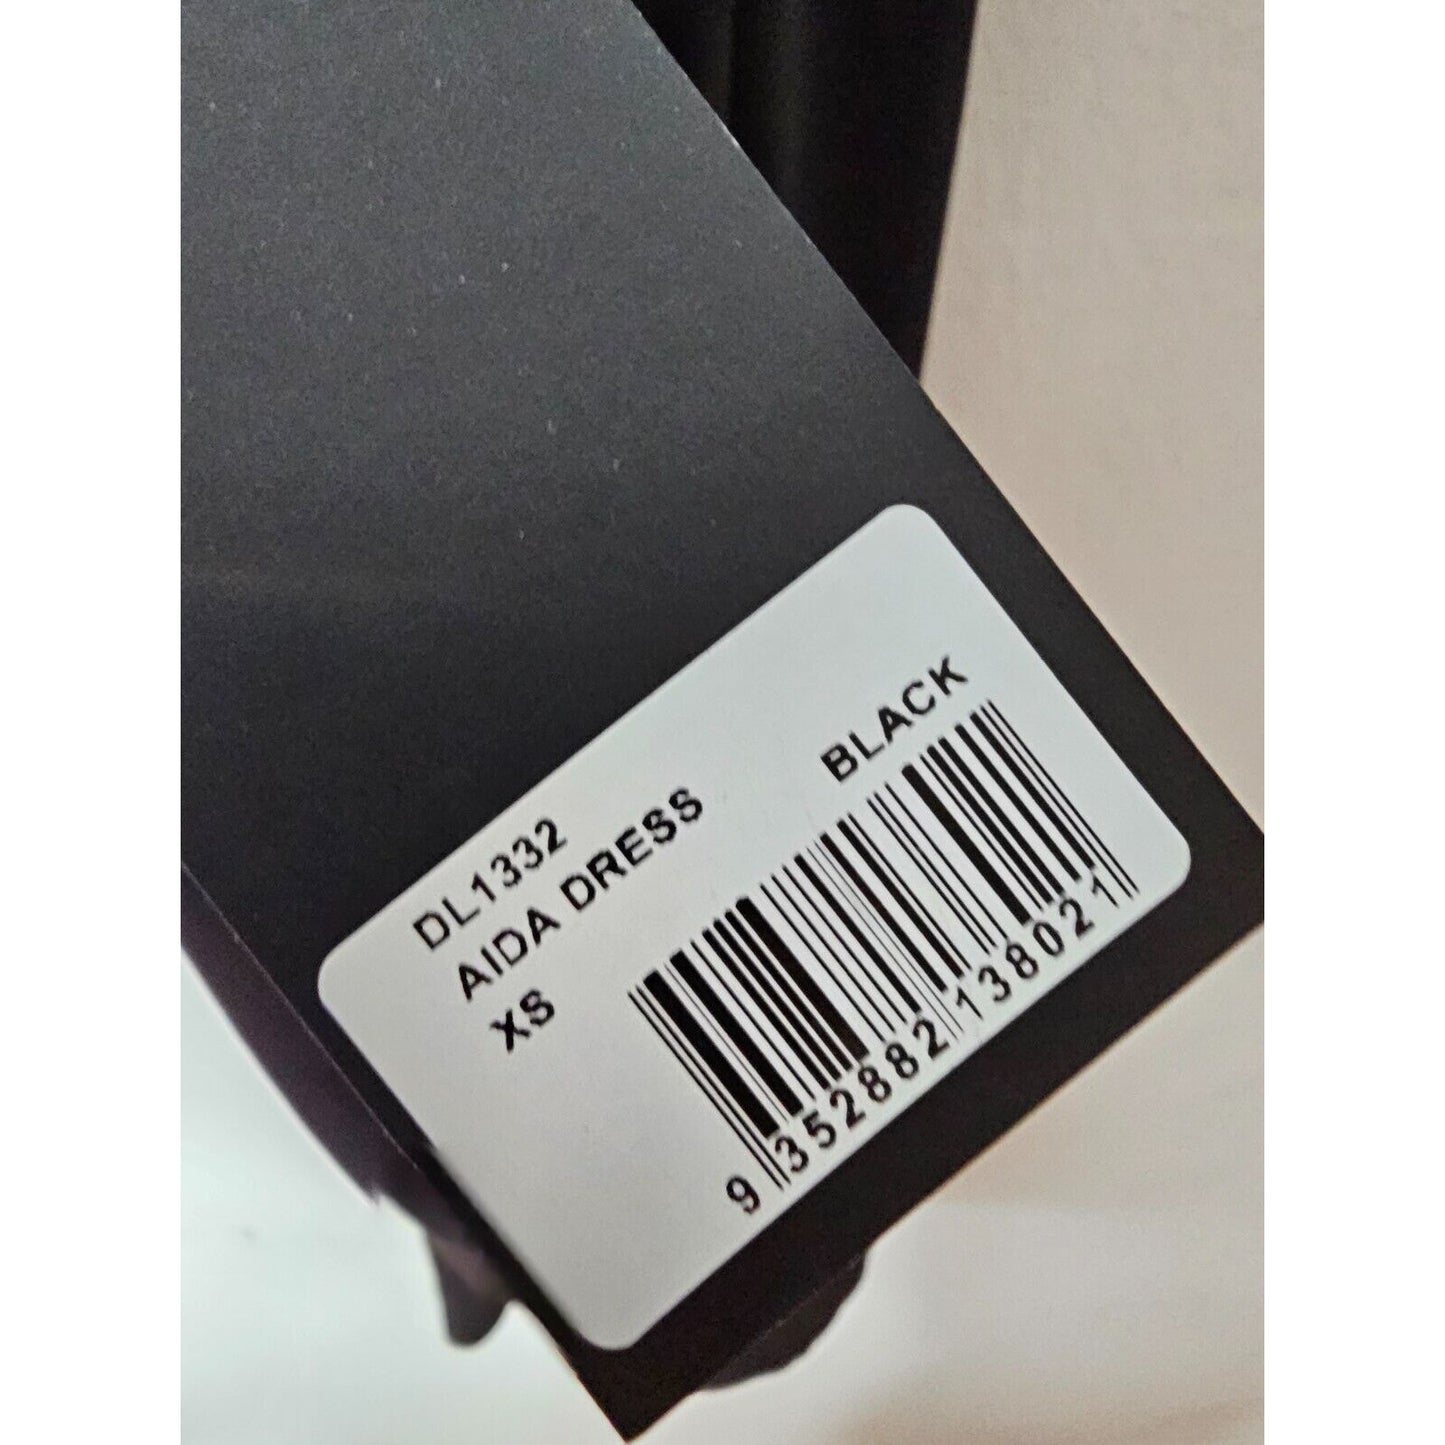 DL1332
AIDA DRESS BLACK
XS
9 352882 138021